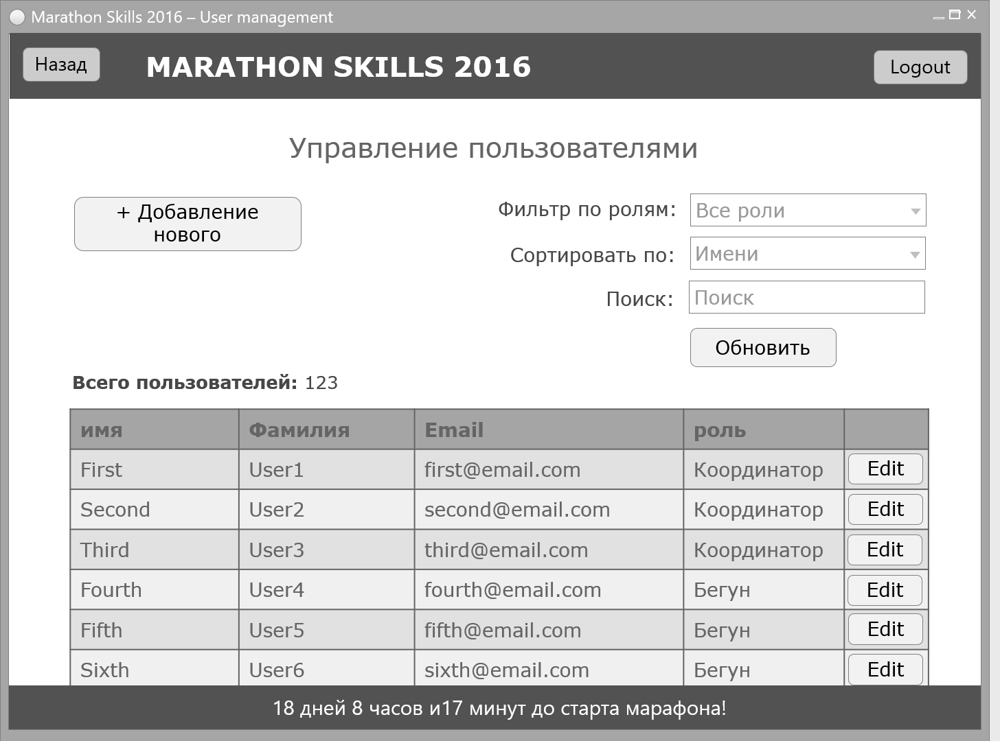 Marathon Skills 2016 – User management
Назад
MARATHON SKILLS 2016
Logout
Управление пользователями
+ Добавление
нового
Фильтр по ролям: Все роли
Сортировать по: Имени
Поиск: Поиск
Обновить
Всего пользователей: 123
имя Фамилия Email роль
First User1 first@email.com Координатор Edit
Second User2 second@email.com Координатор Edit
Third User3 third@email.com Координатор Edit
Fourth User4 fourth@email.com Бегун Edit
Fifth User5 fifth@email.com Бегун Edit
Sixth User6 sixth@email.com Бегун Edit
18 дней 8 часов и17 минут до старта марафона!